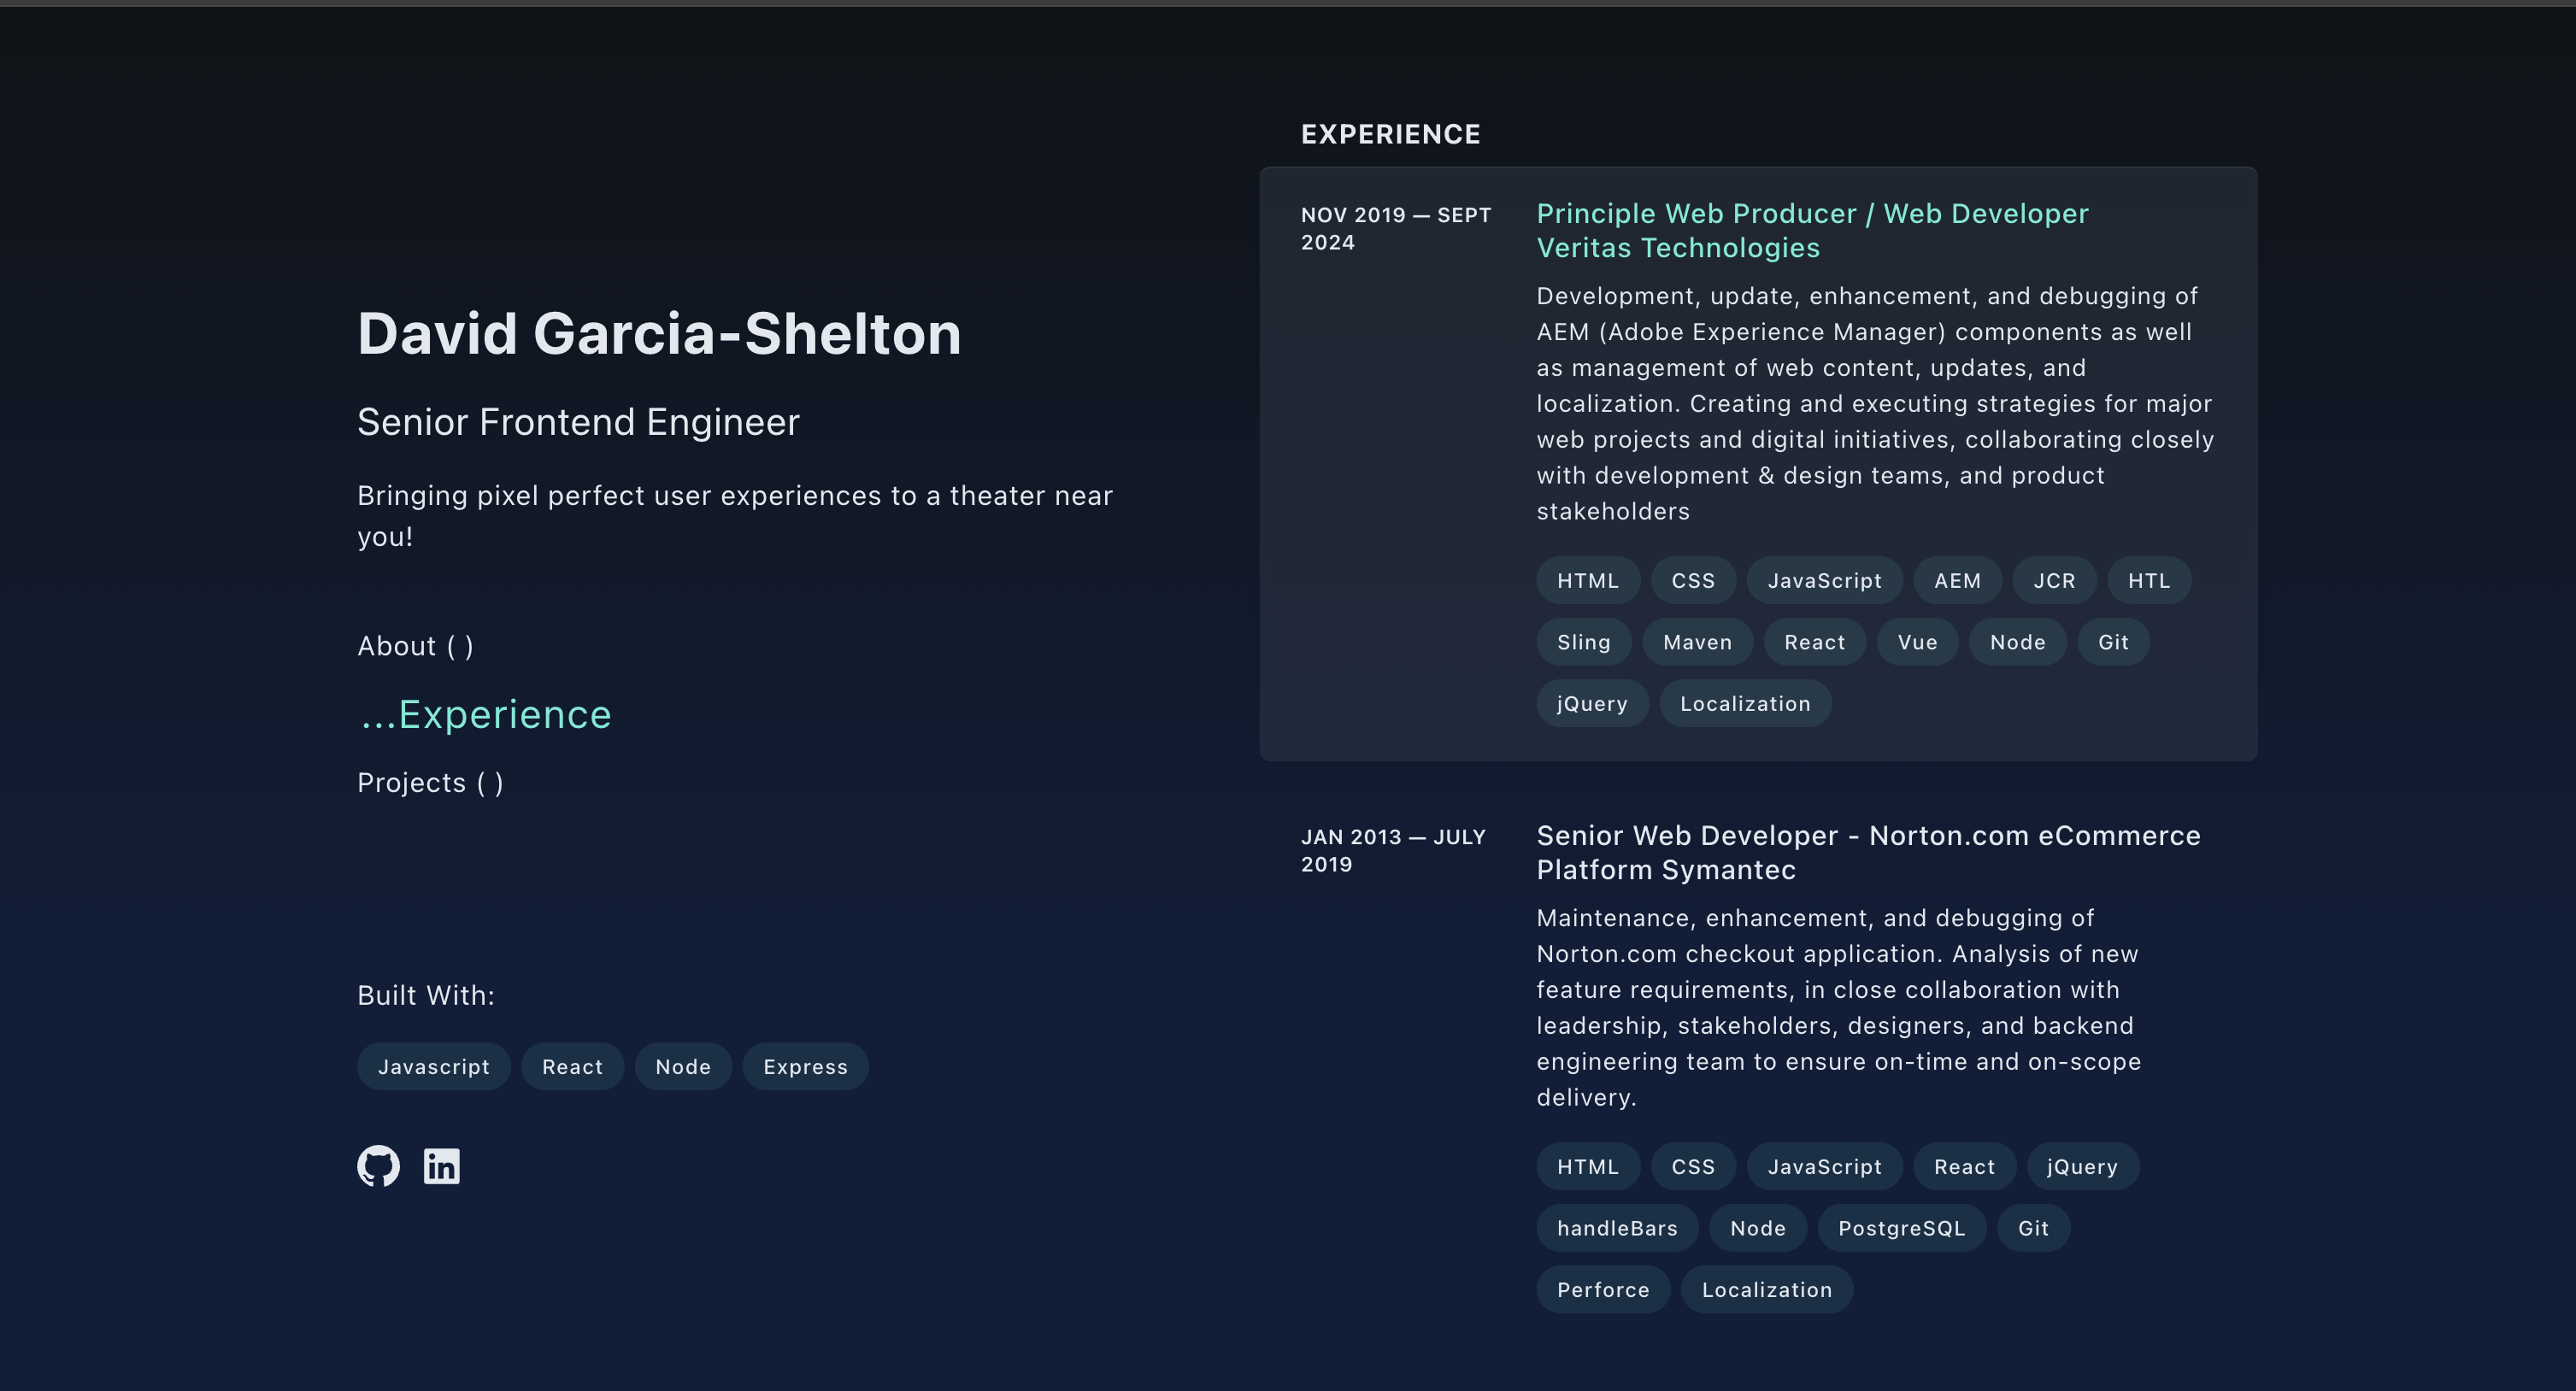 David Garcia-Shelton
Senior Frontend Engineer
Bringing pixel perfect user experiences to a theater near
you!
About ( )
...Experience
Projects ( )
Built With:
Javascript React Node Express
in
EXPERIENCE
NOV 2019 — SEPT
2024
Principle Web Producer / Web Developer
Veritas Technologies
Development, update, enhancement, and debugging of
AEM (Adobe Experience Manager) components as well
as management of web content, updates, and
localization. Creating and executing strategies for major
web projects and digital initiatives, collaborating closely
with development & design teams, and product
stakeholders
HTML CSS JavaScript AEM JCR HTL
Sling Maven React Vue Node Git
jQuery Localization
JAN 2013 — JULY
2019
Senior Web Developer - Norton.com eCommerce
Platform Symantec
Maintenance, enhancement, and debugging of
Norton.com checkout application. Analysis of new
feature requirements, in close collaboration with
leadership, stakeholders, designers, and backend
engineering team to ensure on-time and on-scope
delivery.
HTML CSS JavaScript React jQuery
handleBars Node PostgreSQL Git
Perforce Localization